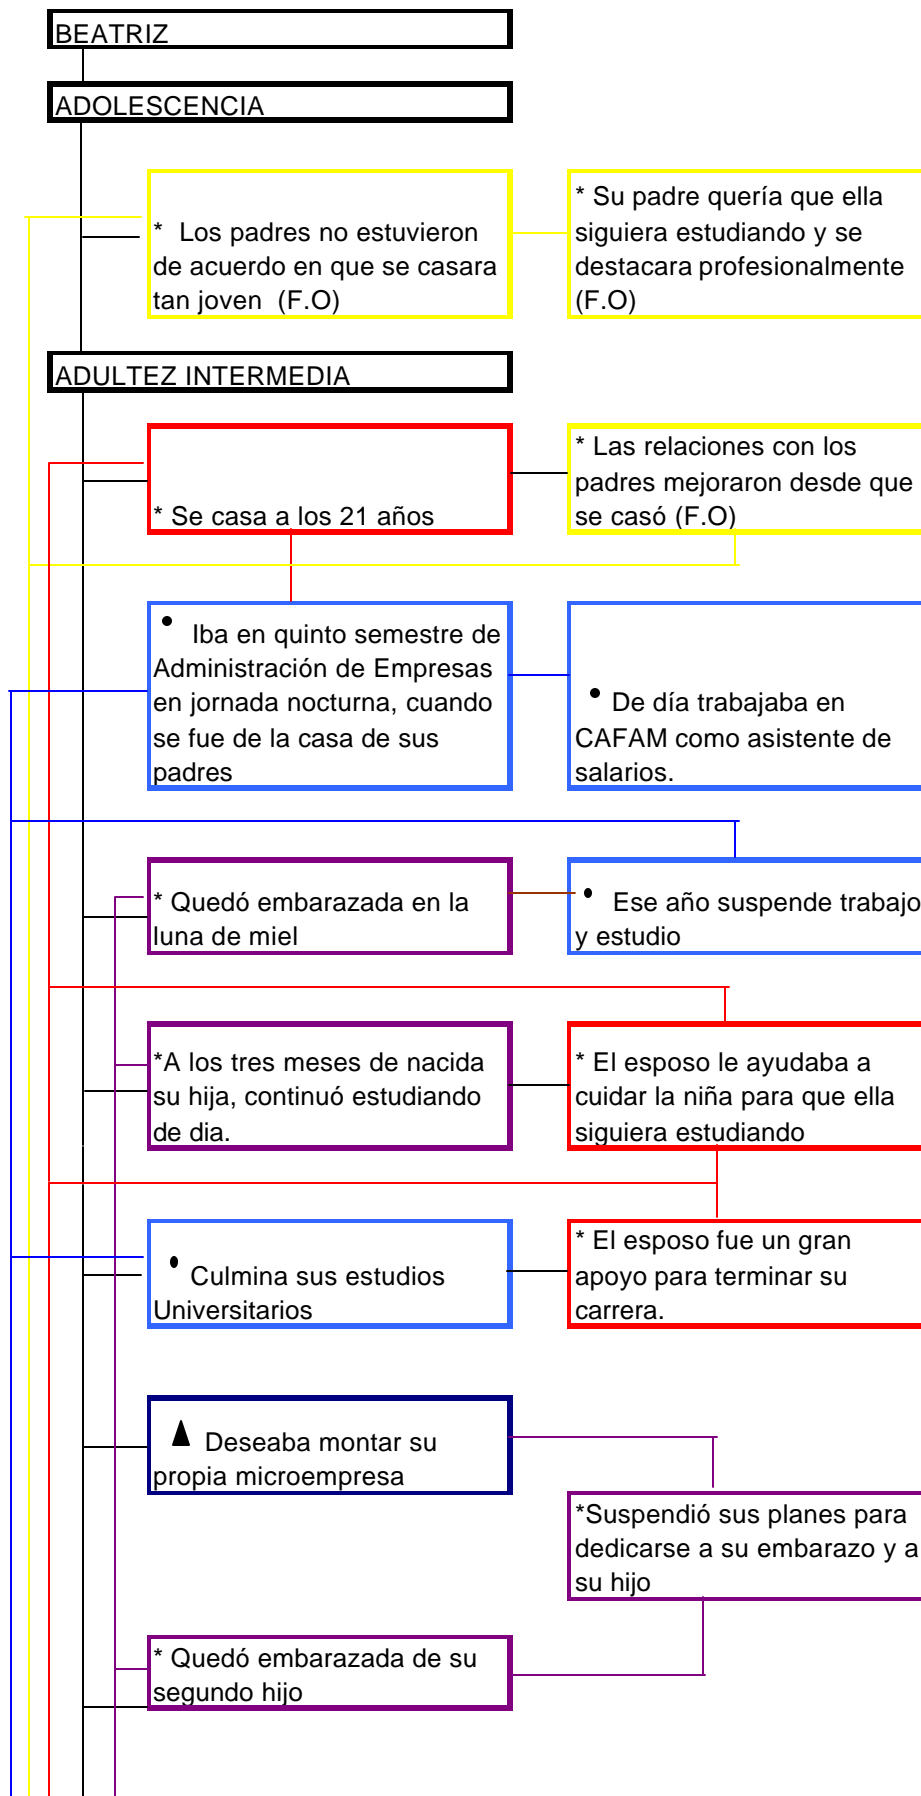 BEATRIZ
ADOLESCENCIA
* Los padres no estuvieron
de acuerdo en que se casara
tan joven (F.O)
* Su padre quería que ella
siguiera estudiando y se
destacara profesionalmente
(F.O)
ADULTEZ INTERMEDIA
* Se casa a los 21 años
* Las relaciones con los
padres mejoraron desde que
se casó (F.O)
• Iba en quinto semestre de
Administración de Empresas
en jornada nocturna, cuando
se fue de la casa de sus
padres
• De día trabajaba en
CAFAM como asistente de
salarios.
* Quedó embarazada en la
luna de miel
• Ese año suspende trabajo
y estudio
*A los tres meses de nacida
su hija, continuó estudiando
de dia.
* El esposo le ayudaba a
cuidar la niña para que ella
siguiera estudiando
• Culmina sus estudios
Universitarios
* El esposo fue un gran
apoyo para terminar su
carrera.
▲ Deseaba montar su
propia microempresa
*Suspendió sus planes para
dedicarse a su embarazo y a
su hijo
* Quedó embarazada de su
segundo hijo